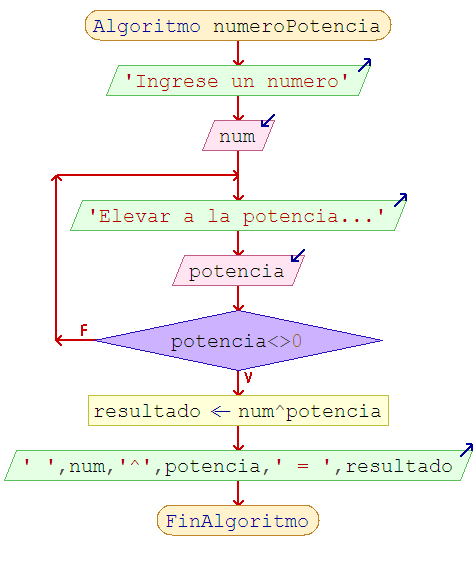 Algoritmo numeroPotencia
'Ingrese un numero'
num
'Elevar a la potencia...'
potencia
potencia<>0
F
V
resultado ← num^potencia
' ',num,'^',potencia,' = ',resultado
FinAlgoritmo